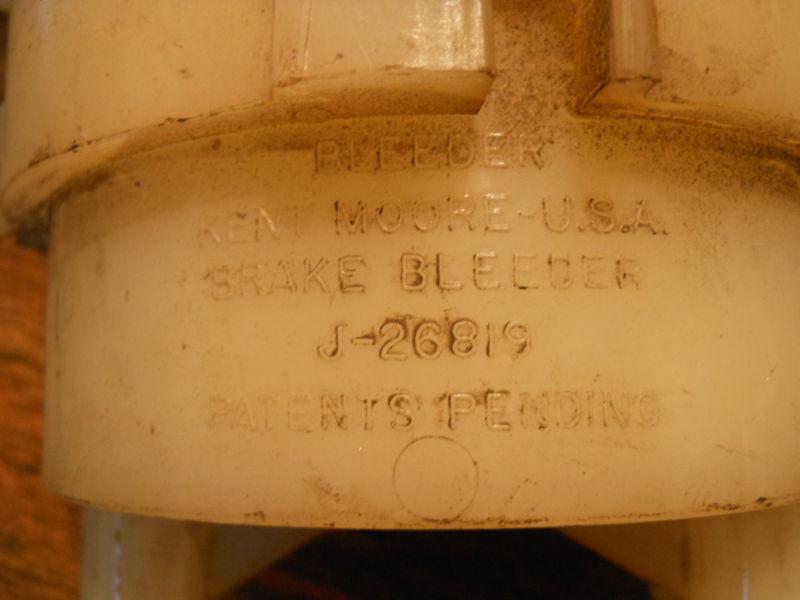 BLEEDER
KENT MOORE-U.S.A.
BRAKE BLEEDER
J-26819
PATENTS PENDING